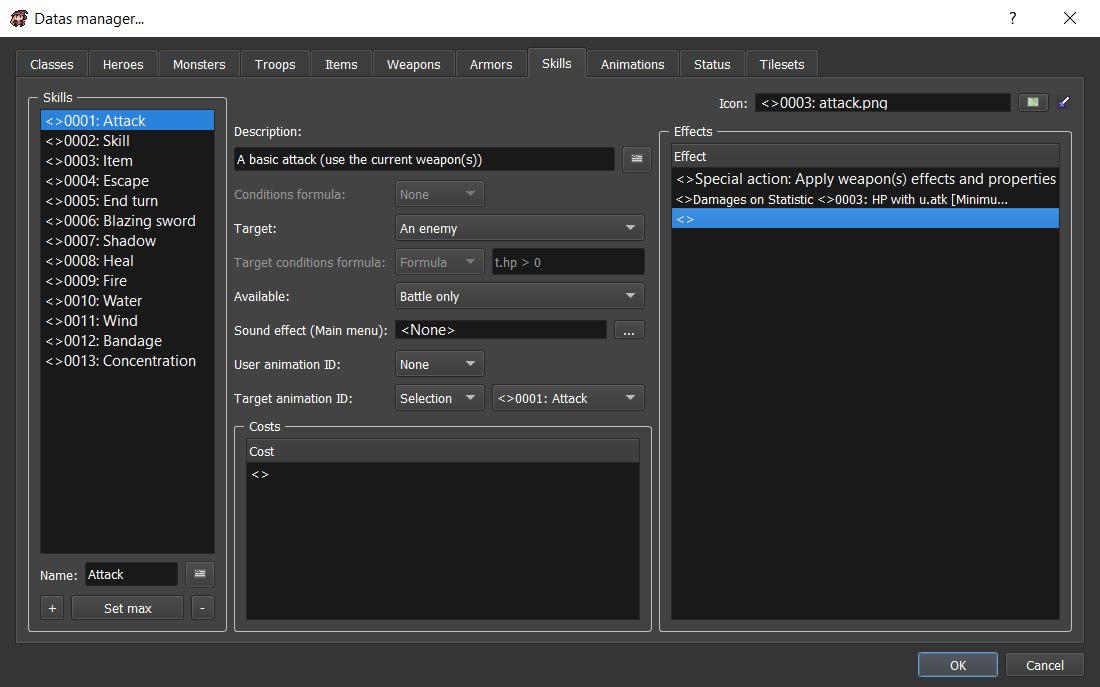 Datas manager...
?
Classes Heroes Monsters Troops Items Weapons Armors Skills Animations Status Tilesets
Skills
<>0001: Attack
<>0002: Skill
<>0003: Item
<>0004: Escape
<>0005: End turn
<>0006: Blazing sword
<>0007: Shadow
<>0008: Heal
<>0009: Fire
<>0010: Water
<>0011: Wind
<>0012: Bandage
<>0013: Concentration
Name: Attack
+ Set max -
Icon: <>0003: attack.png
Description:
A basic attack (use the current weapon(s))
Conditions formula: None
Target: An enemy
Target conditions formula: Formula t.hp > 0
Available: Battle only
Sound effect (Main menu): <None> ...
User animation ID: None
Target animation ID: Selection <>0001: Attack
Costs
Cost
<>
Effects
Effect
<>Special action: Apply weapon(s) effects and properties
<>Damages on Statistic <>0003: HP with u.atk [Minimu...
<>
OK Cancel